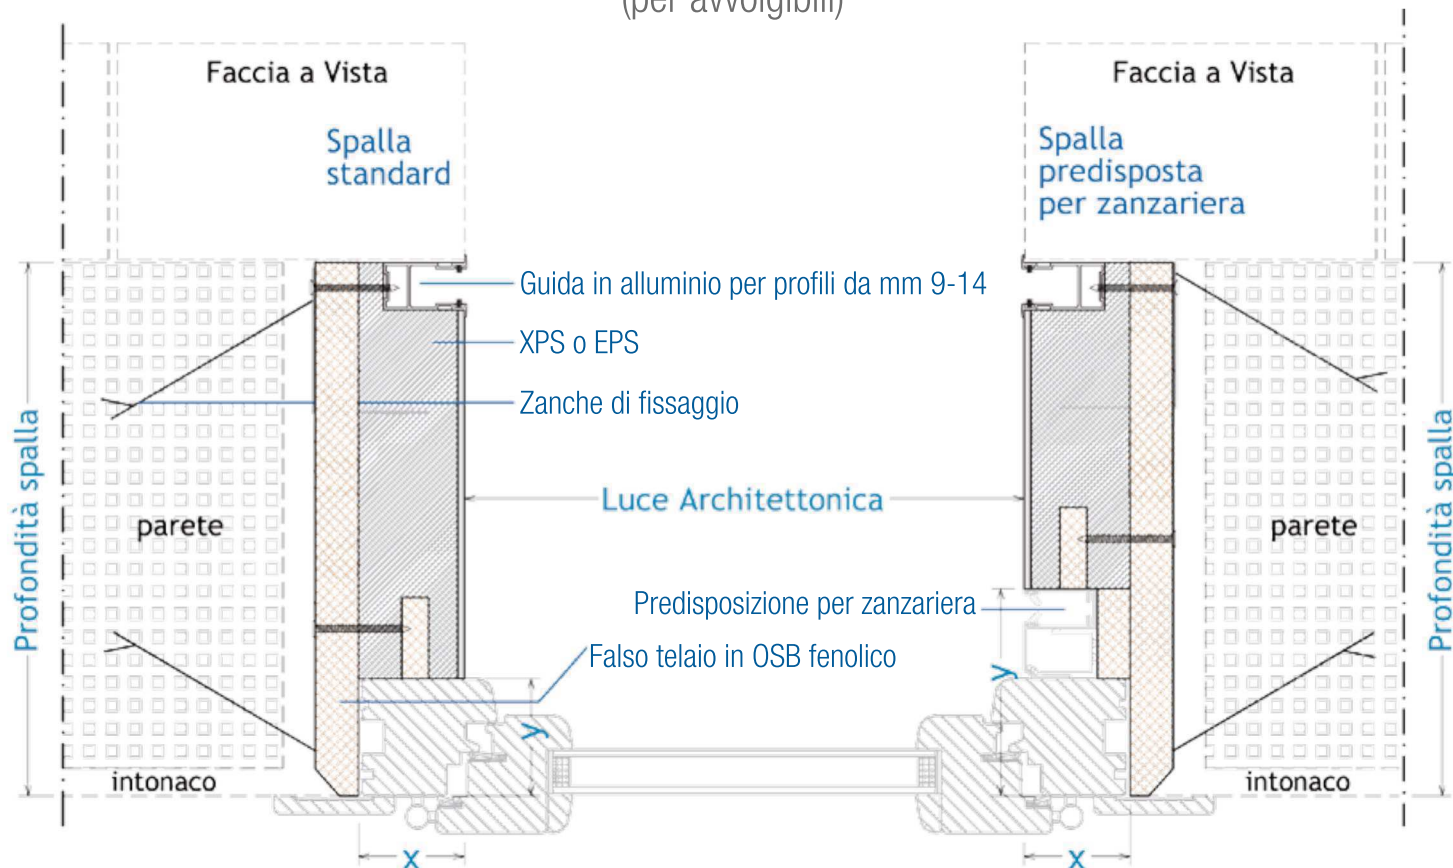 (per avvolgibili)
Faccia a Vista
Faccia a Vista
Spalla
standard
Spalla
predisposta
per zanzariera
Guida in alluminio per profili da mm 9-14
XPS o EPS
Zanche di fissaggio
Profondità spalla
Profondità spalla
Luce Architettonica
parete
parete
Predisposizione per zanzariera
Falso telaio in OSB fenolico
y
y
intonaco
intonaco
x
x